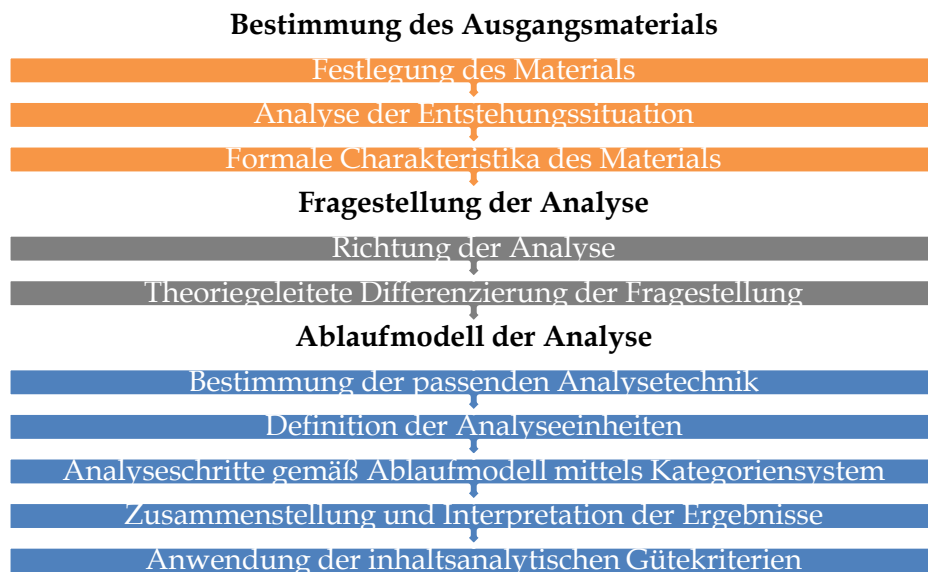 Bestimmung des Ausgangsmaterials
Festlegung des Materials
Analyse der Entstehungssituation
Formale Charakteristika des Materials
Fragestellung der Analyse
Richtung der Analyse
Theoriegeleitete Differenzierung der Fragestellung
Ablaufmodell der Analyse
Bestimmung der passenden Analysetechnik
Definition der Analyseeinheiten
Analyseschritte gemäß Ablaufmodell mittels Kategoriensystem
Zusammenstellung und Interpretation der Ergebnisse
Anwendung der inhaltsanalytischen Gütekriterien